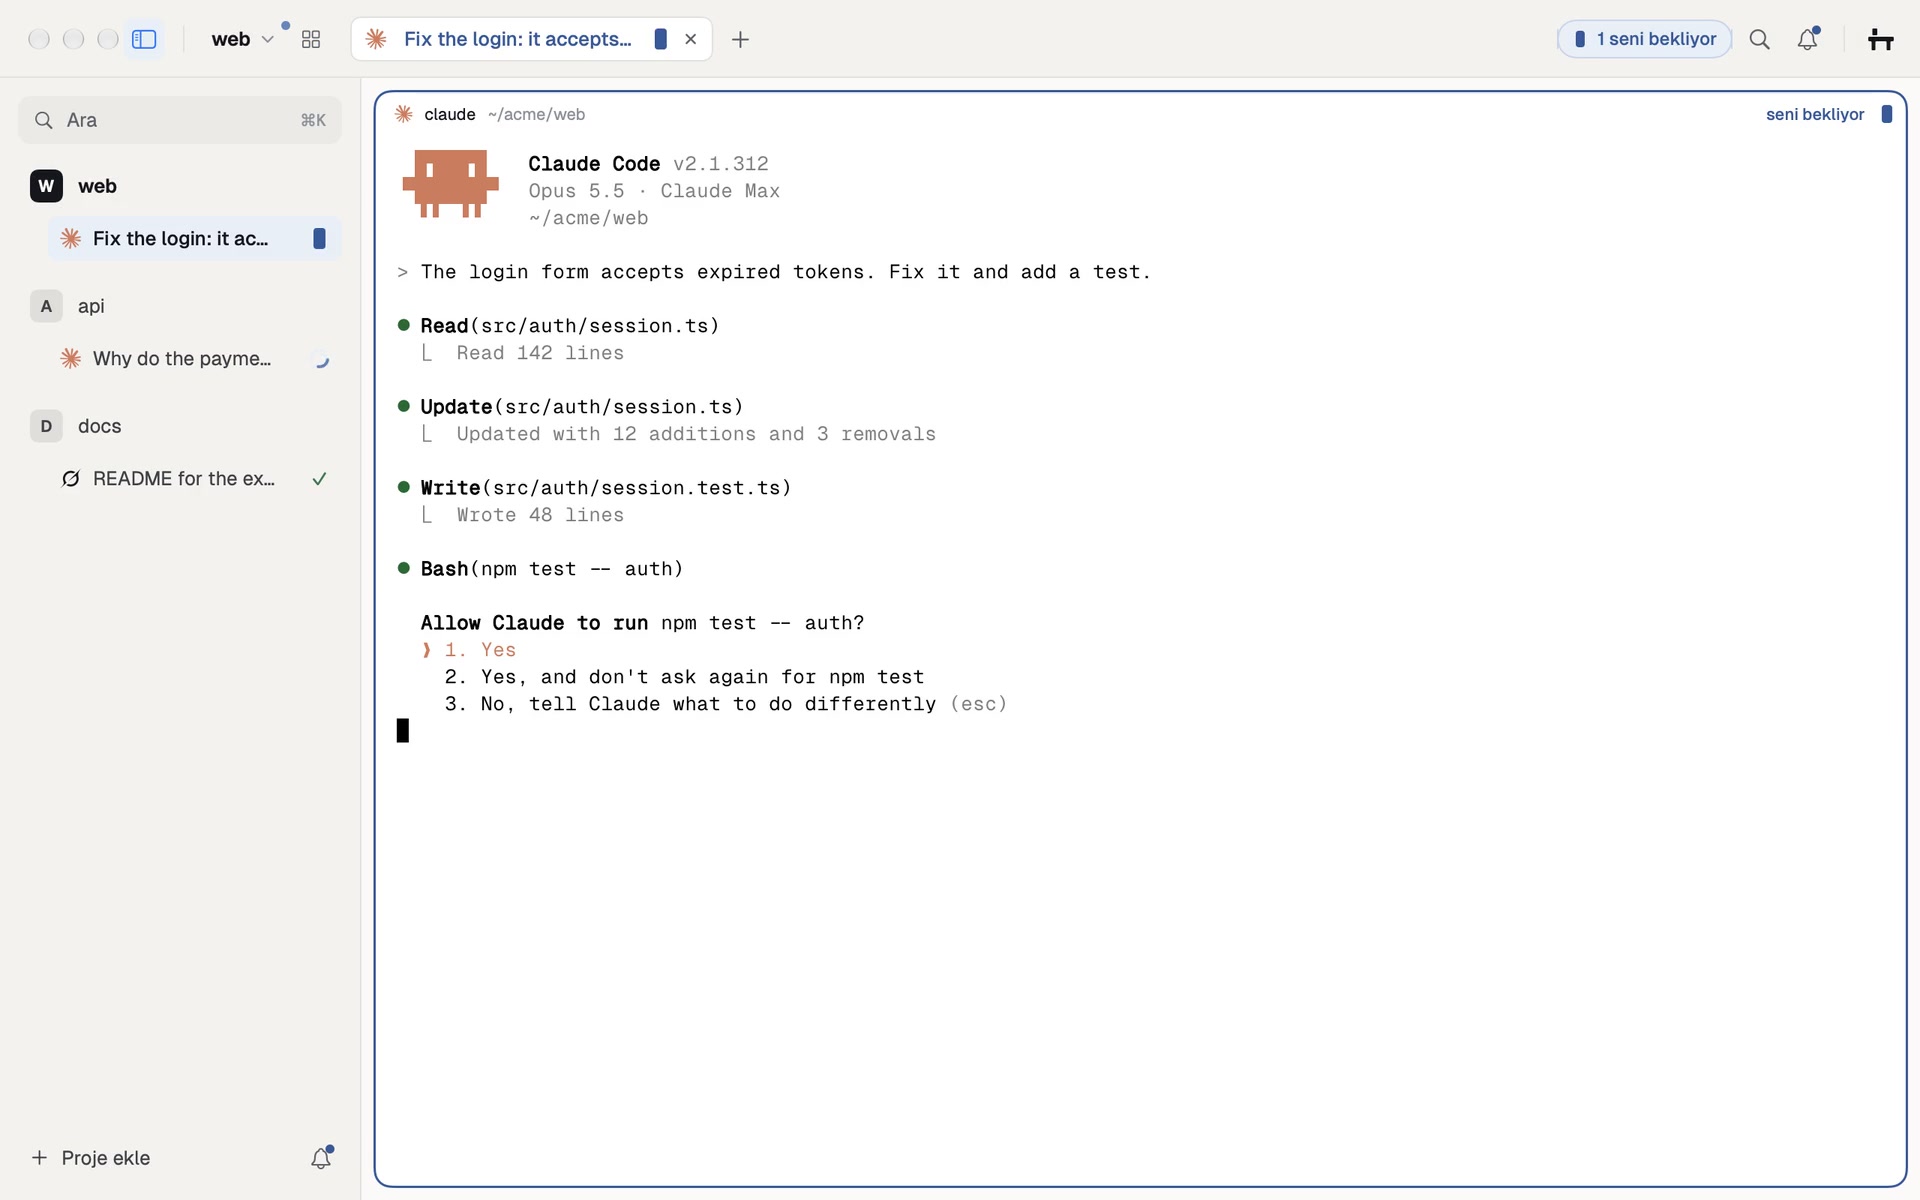 web
Fix the login: it accepts...
1 seni bekliyor
Ara
⌘K
W web
Fix the login: it ac...
A api
Why do the payme...
D docs
README for the ex...
Proje ekle
claude ~/acme/web
seni bekliyor
Claude Code v2.1.312
Opus 5.5 · Claude Max
~/acme/web
> The login form accepts expired tokens. Fix it and add a test.
Read(src/auth/session.ts)
Read 142 lines
Update(src/auth/session.ts)
Updated with 12 additions and 3 removals
Write(src/auth/session.test.ts)
Wrote 48 lines
Bash(npm test -- auth)
Allow Claude to run npm test -- auth?
❯ 1. Yes
2. Yes, and don't ask again for npm test
3. No, tell Claude what to do differently (esc)